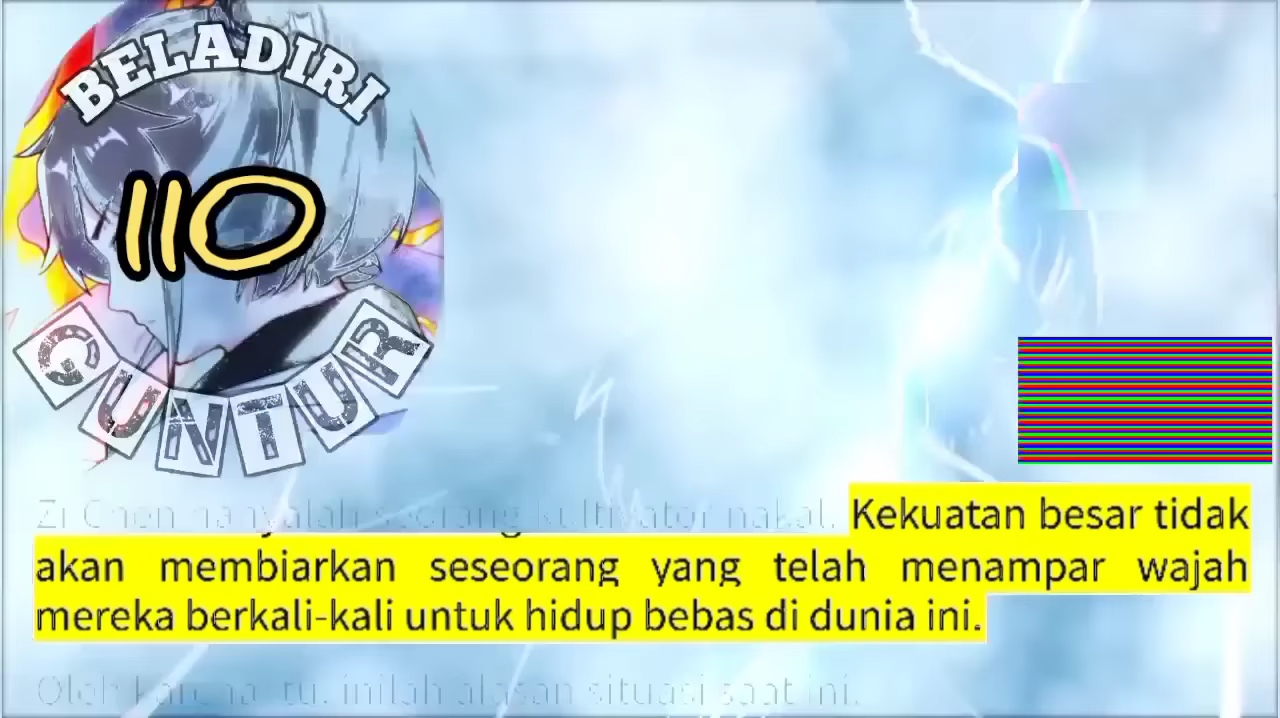 BELADIRI
110
GUNTUR
Zi Chen hanyalah seorang kultivator nakal. Kekuatan besar tidak
akan membiarkan seseorang yang telah menampar wajah
mereka berkali-kali untuk hidup bebas di dunia ini.
Oleh karena itu, inilah alasan situasi saat ini.